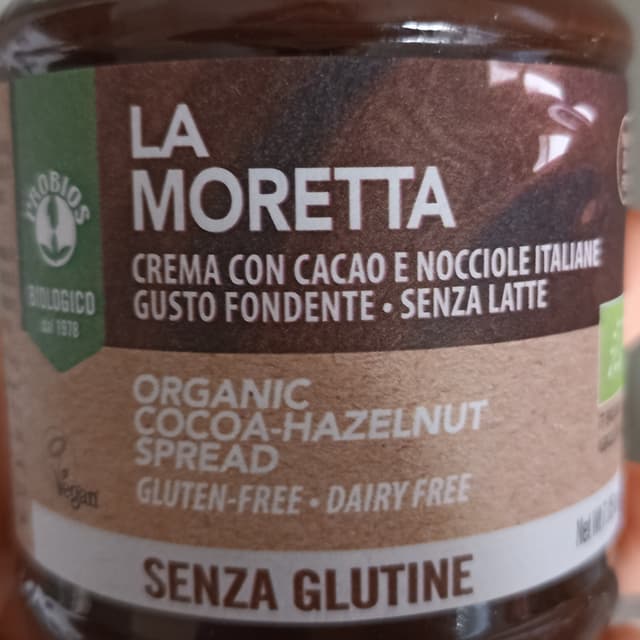 LA
MORETTA
CREMA CON CACAO E NOCCIOLE ITALIANE
GUSTO FONDENTE • SENZA LATTE
PROBIOS
BIOLOGICO
dal 1978
ORGANIC
COCOA-HAZELNUT
SPREAD
GLUTEN-FREE • DAIRY FREE
Vegan
SENZA GLUTINE